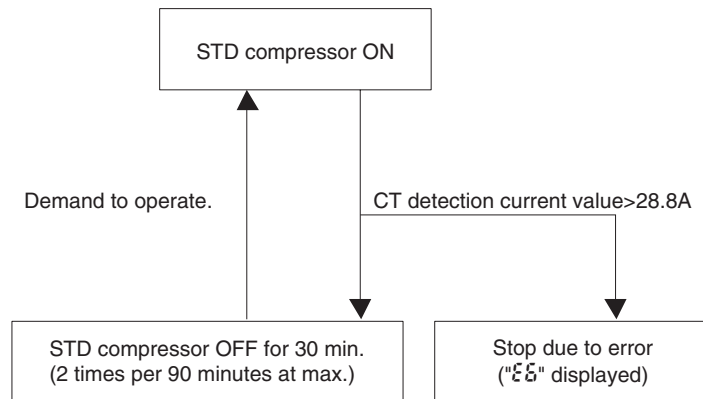 STD compressor ON
Demand to operate.
CT detection current value>28.8A
STD compressor OFF for 30 min.
(2 times per 90 minutes at max.)
Stop due to error
("E6" displayed)